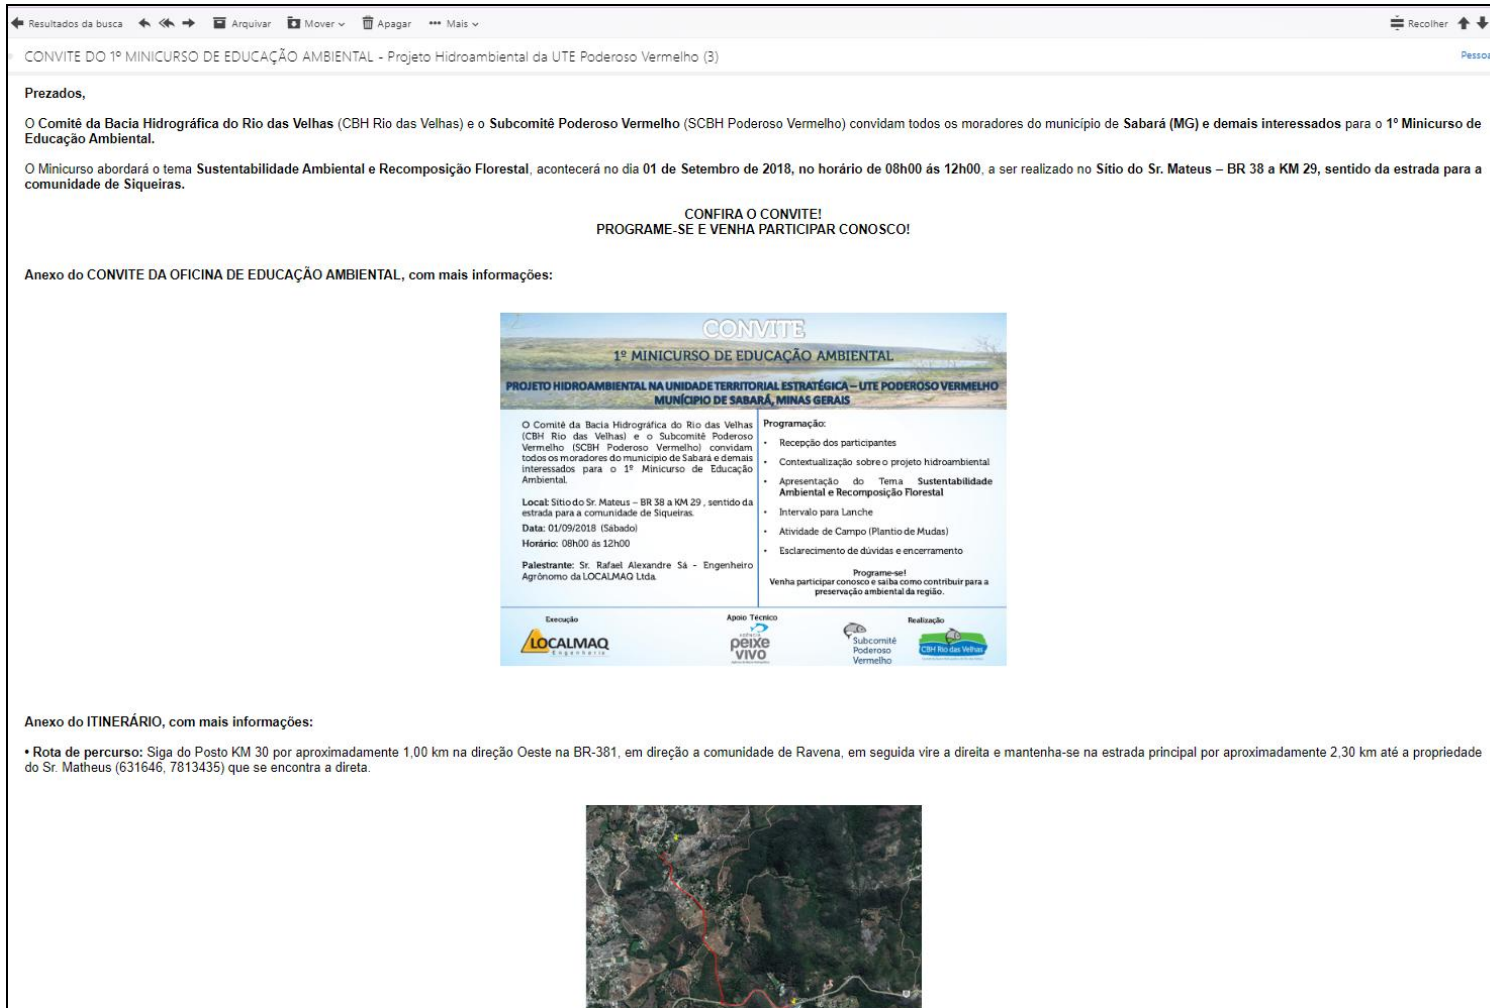 Resultados da busca Arquivar Mover Apagar ••• Mais Recolher
CONVITE DO 1º MINICURSO DE EDUCAÇÃO AMBIENTAL - Projeto Hidroambiental da UTE Poderoso Vermelho (3) Pessoa
Prezados,
O Comitê da Bacia Hidrográfica do Rio das Velhas (CBH Rio das Velhas) e o Subcomitê Poderoso Vermelho (SCBH Poderoso Vermelho) convidam todos os moradores do município de Sabará (MG) e demais interessados para o 1º Minicurso de
Educação Ambiental.
O Minicurso abordará o tema Sustentabilidade Ambiental e Recomposição Florestal, acontecerá no dia 01 de Setembro de 2018, no horário de 08h00 ás 12h00, a ser realizado no Sítio do Sr. Mateus – BR 38 a KM 29, sentido da estrada para a
comunidade de Siqueiras.
CONFIRA O CONVITE!
PROGRAME-SE E VENHA PARTICIPAR CONOSCO!
Anexo do CONVITE DA OFICINA DE EDUCAÇÃO AMBIENTAL, com mais informações:
CONVITE
1º MINICURSO DE EDUCAÇÃO AMBIENTAL
PROJETO HIDROAMBIENTAL NA UNIDADE TERRITORIAL ESTRATÉGICA – UTE PODEROSO VERMELHO
MUNÍCIPIO DE SABARÁ, MINAS GERAIS
O Comitê da Bacia Hidrográfica do Rio das Velhas
(CBH Rio das Velhas) e o Subcomitê Poderoso
Vermelho (SCBH Poderoso Vermelho) convidam
todos os moradores do município de Sabará e demais
interessados para o 1º Minicurso de Educação
Ambiental.
Local: Sítio do Sr. Mateus – BR 38 a KM 29 , sentido da
estrada para a comunidade de Siqueiras.
Data: 01/09/2018 (Sábado)
Horário: 08h00 ás 12h00
Palestrante: Sr. Rafael Alexandre Sá - Engenheiro
Agrônomo da LOCALMAQ Ltda.
Programação:
• Recepção dos participantes
• Contextualização sobre o projeto hidroambiental
• Apresentação do Tema Sustentabilidade
Ambiental e Recomposição Florestal
• Intervalo para Lanche
• Atividade de Campo (Plantio de Mudas)
• Esclarecimento de dúvidas e encerramento
Programe-se!
Venha participar conosco e saiba como contribuir para a
preservação ambiental da região.
Execução
LOCALMAQ
Engenharia
Apoio Técnico
peixe
vivo
Realização
Subcomitê
Poderoso
Vermelho
CBH Rio das Velhas
Anexo do ITINERÁRIO, com mais informações:
• Rota de percurso: Siga do Posto KM 30 por aproximadamente 1,00 km na direção Oeste na BR-381, em direção a comunidade de Ravena, em seguida vire a direita e mantenha-se na estrada principal por aproximadamente 2,30 km até a propriedade
do Sr. Matheus (631646, 7813435) que se encontra a direta.